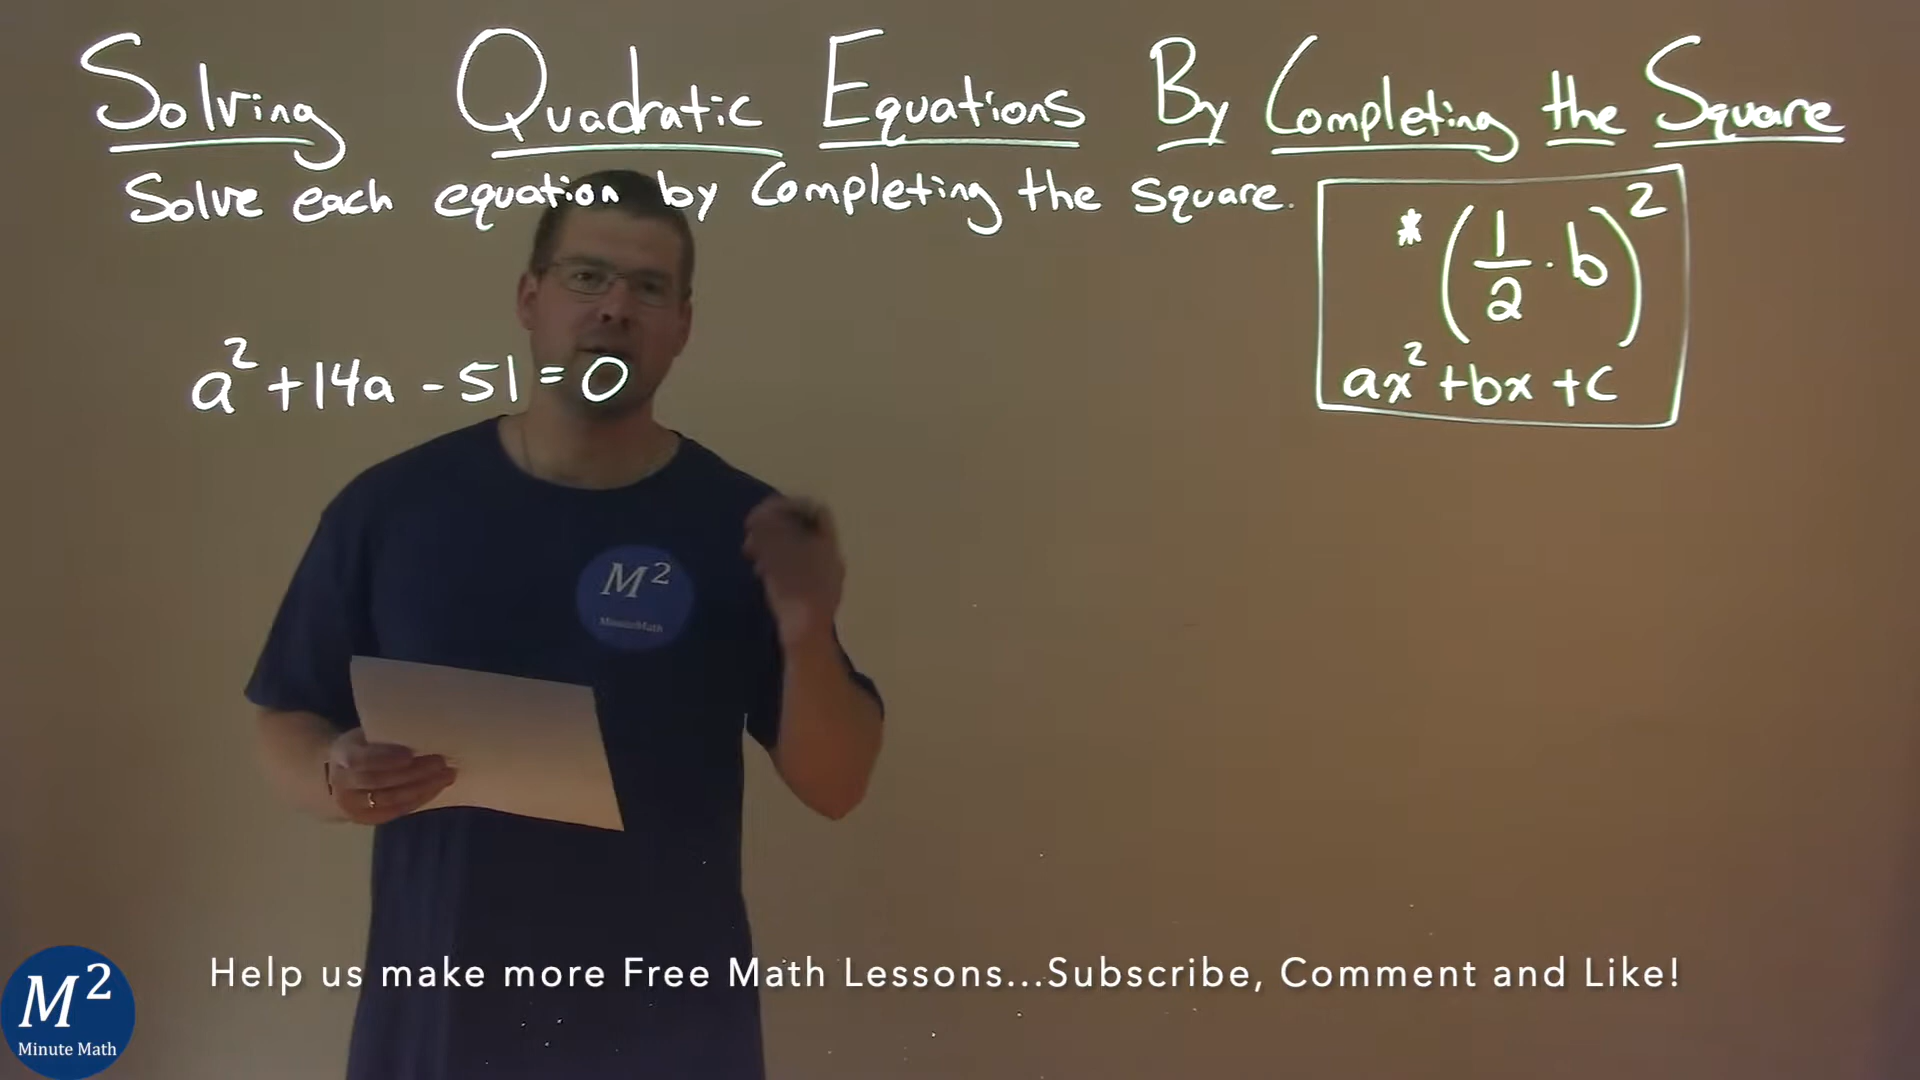 Solving Quadratic Equations By Completing the Square
Solve each equation by completing the square.
* (1/2 · b)²
ax² + bx + c
a² + 14a - 51 = 0
M²
MinuteMath
Help us make more Free Math Lessons...Subscribe, Comment and Like!
M²
Minute Math